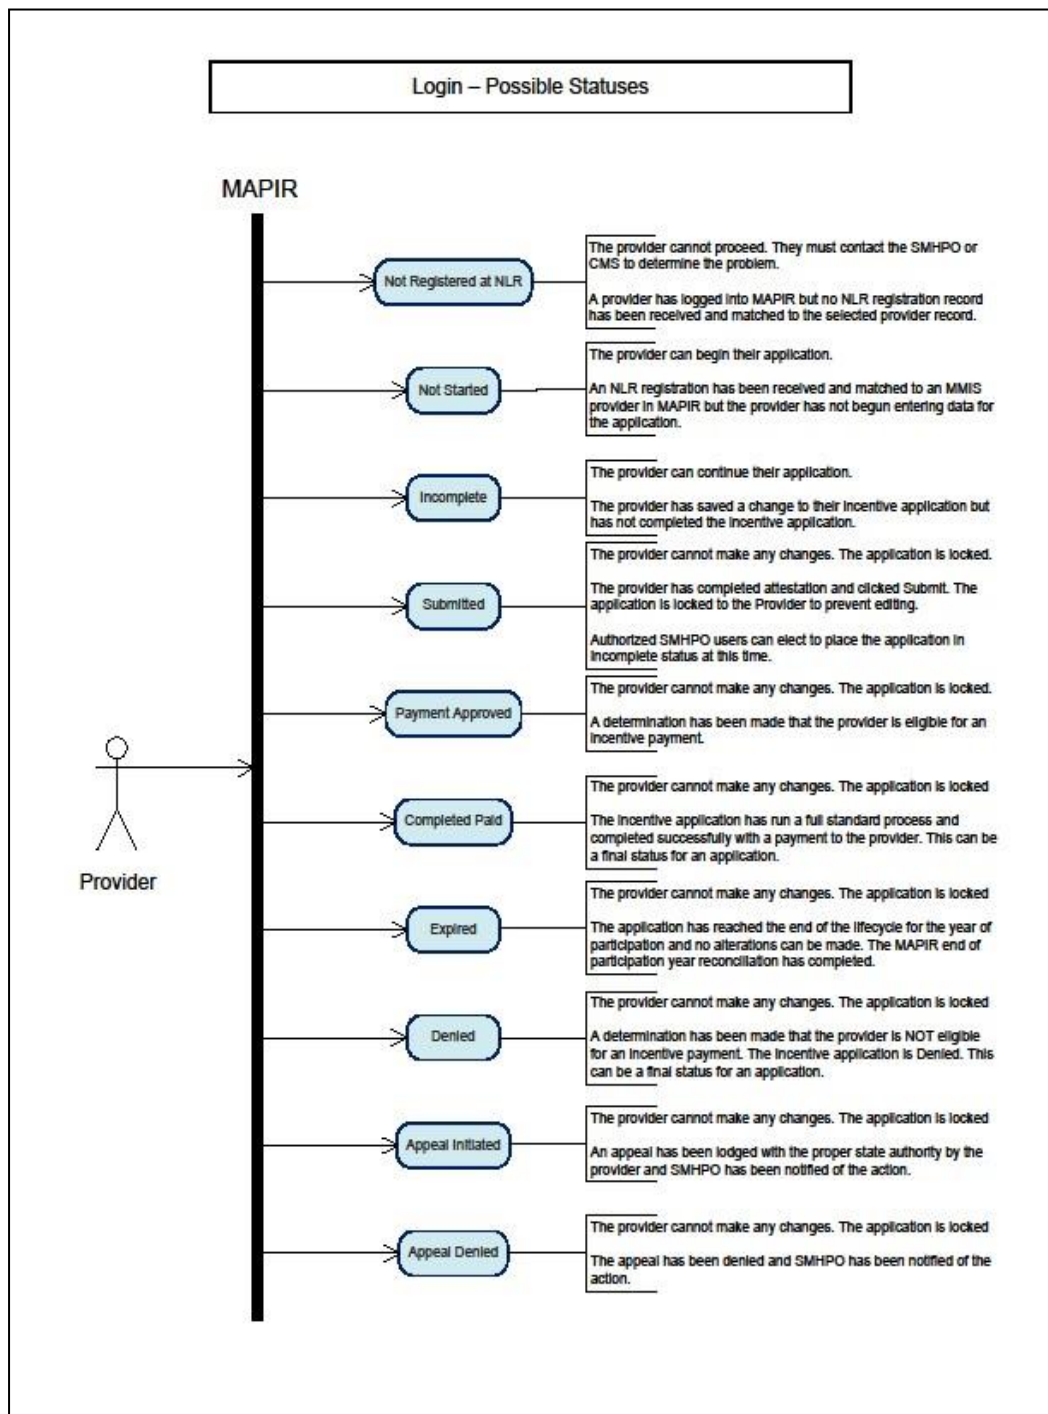 Login – Possible Statuses
MAPIR
Not Registered at NLR
The provider cannot proceed. They must contact the SMHPO or
CMS to determine the problem.
A provider has logged into MAPIR but no NLR registration record
has been received and matched to the selected provider record.
Not Started
The provider can begin their application.
An NLR registration has been received and matched to an MMIS
provider in MAPIR but the provider has not begun entering data for
the application.
Incomplete
The provider can continue their application.
The provider has saved a change to their incentive application but
has not completed the incentive application.
Submitted
The provider cannot make any changes. The application is locked.
The provider has completed attestation and clicked Submit. The
application is locked to the Provider to prevent editing.
Authorized SMHPO users can elect to place the application in
Incomplete status at this time.
Payment Approved
The provider cannot make any changes. The application is locked.
A determination has been made that the provider is eligible for an
incentive payment.
Provider
Completed Paid
The provider cannot make any changes. The application is locked
The incentive application has run a full standard process and
completed successfully with a payment to the provider. This can be
a final status for an application.
Expired
The provider cannot make any changes. The application is locked
The application has reached the end of the lifecycle for the year of
participation and no alterations can be made. The MAPIR end of
participation year reconciliation has completed.
Denied
The provider cannot make any changes. The application is locked
A determination has been made that the provider is NOT eligible
for an incentive payment. The incentive application is Denied. This
can be a final status for an application.
Appeal Initiated
The provider cannot make any changes. The application is locked
An appeal has been lodged with the proper state authority by the
provider and SMHPO has been notified of the action.
Appeal Denied
The provider cannot make any changes. The application is locked
The appeal has been denied and SMHPO has been notified of the
action.